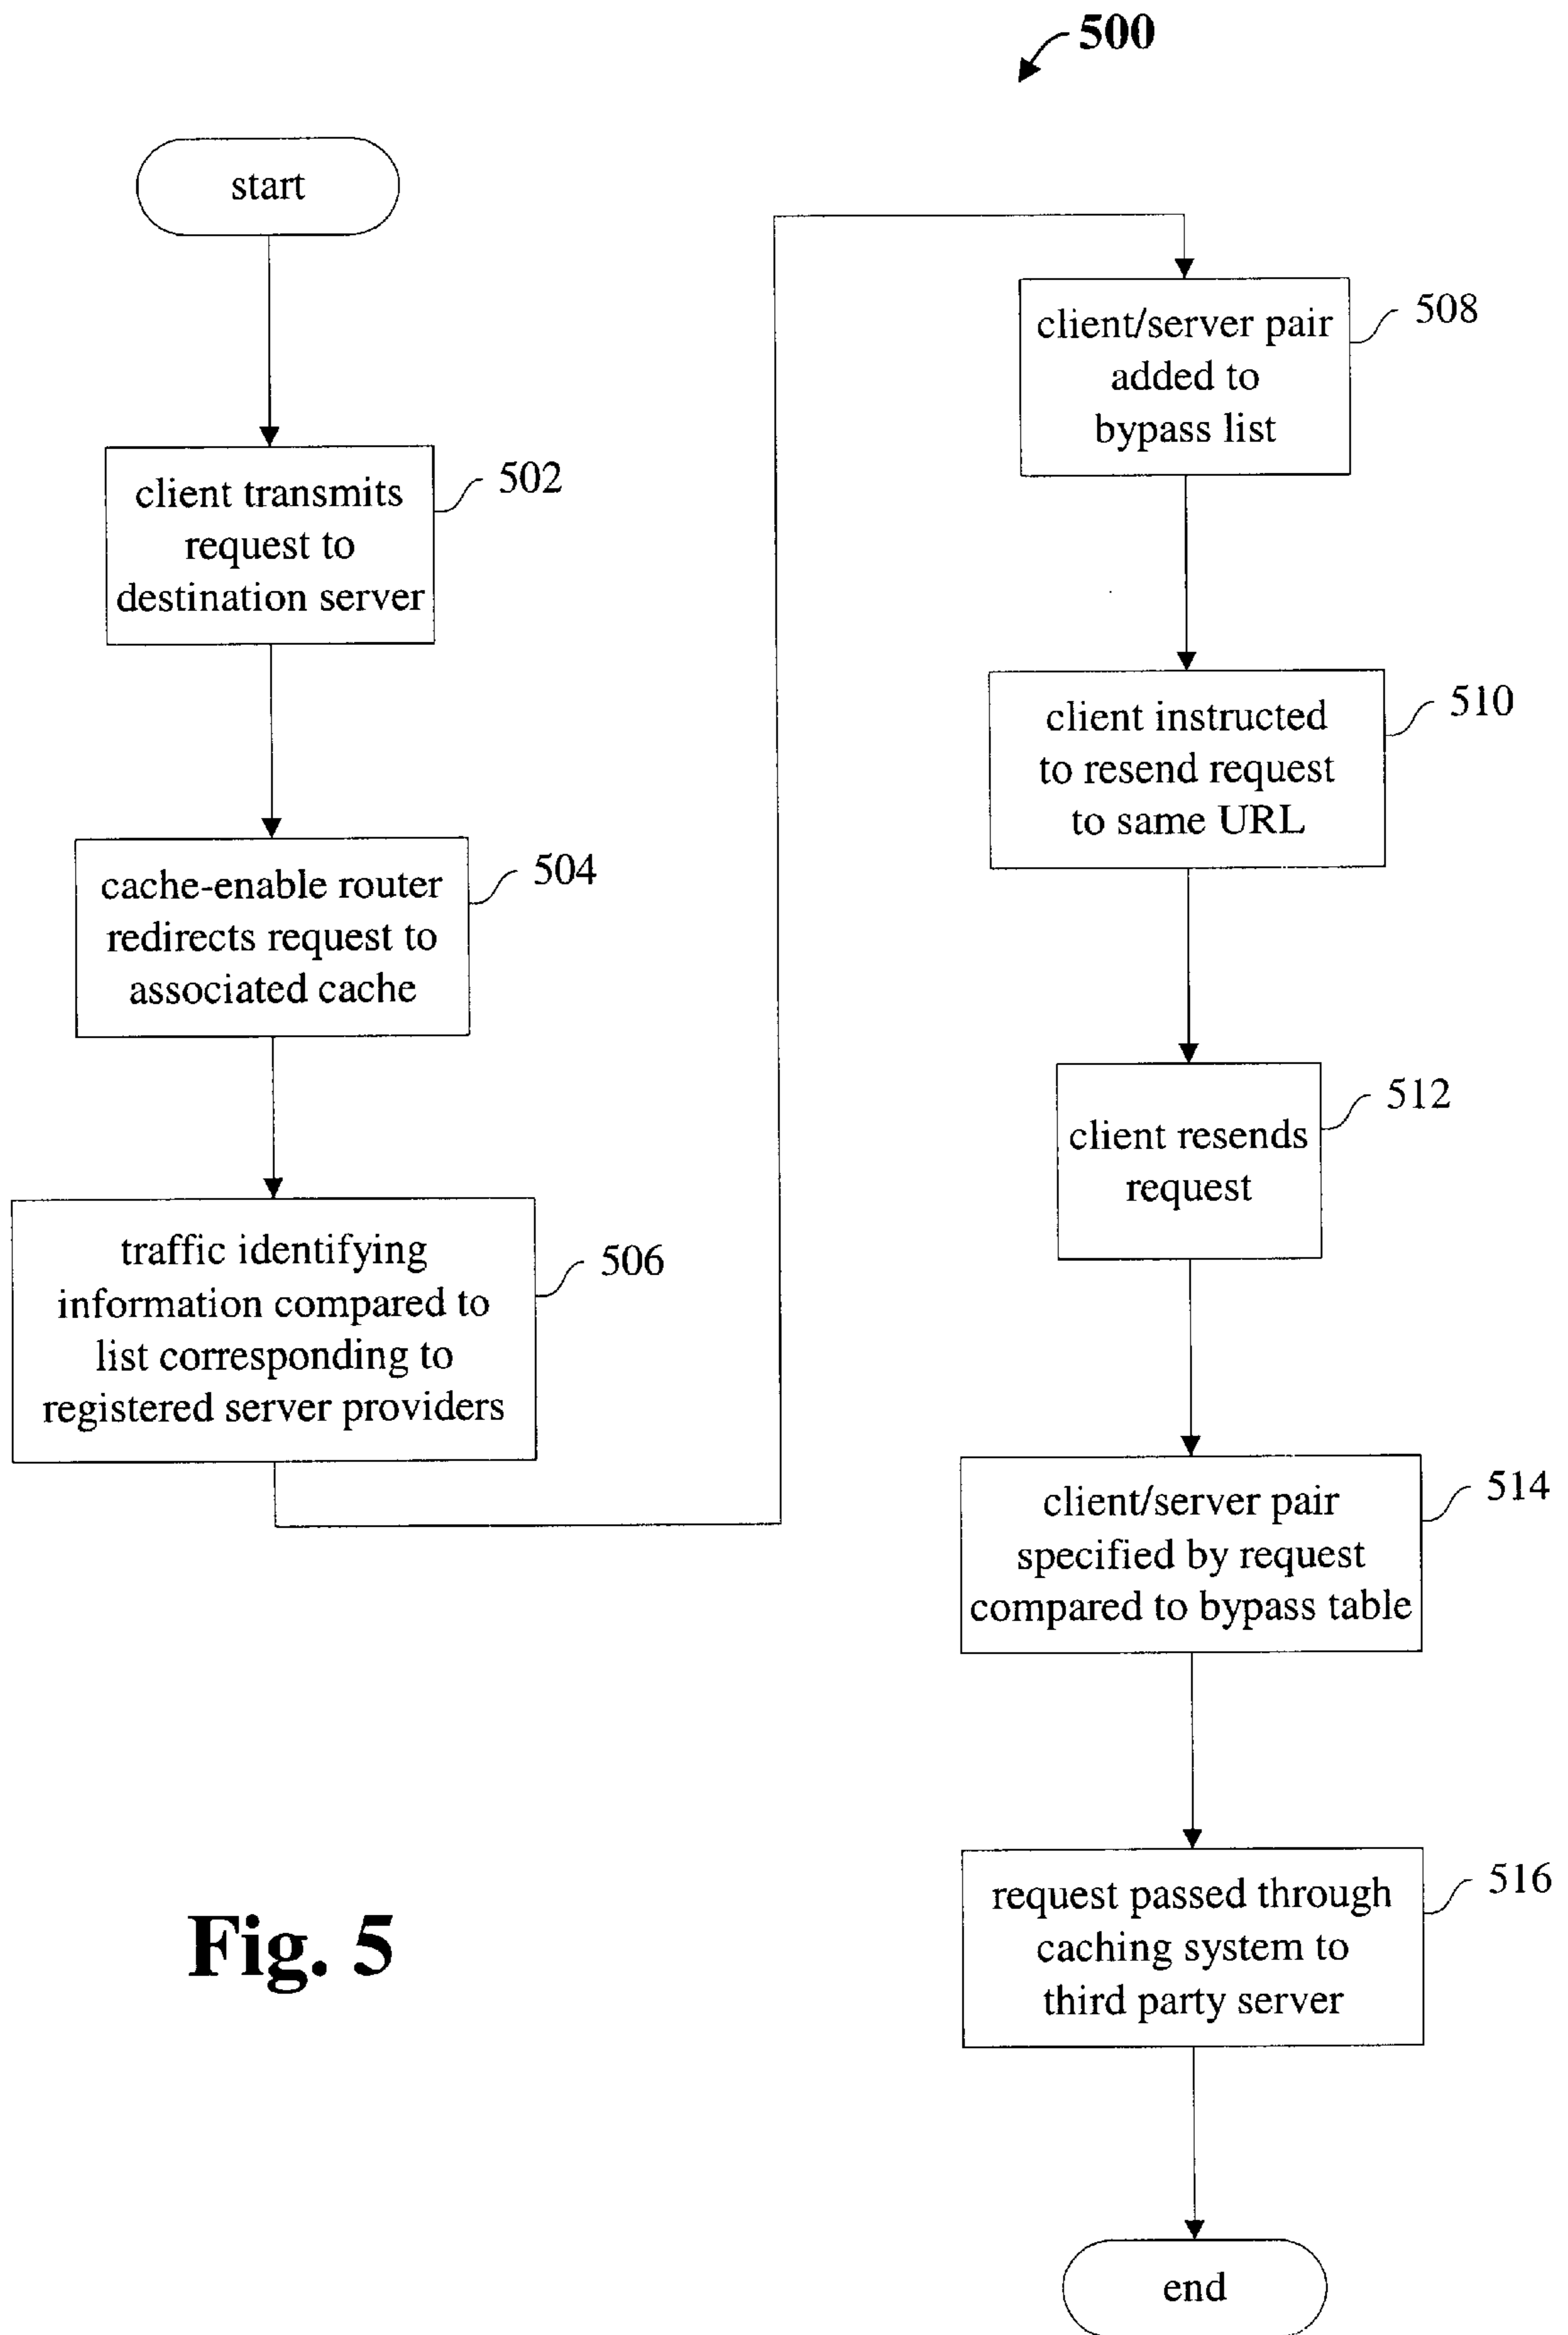 500
start
client transmits
request to
destination server
502
cache-enable router
redirects request to
associated cache
504
traffic identifying
information compared to
list corresponding to
registered server providers
506
client/server pair
added to
bypass list
508
client instructed
to resend request
to same URL
510
client resends
request
512
client/server pair
specified by request
compared to bypass table
514
request passed through
caching system to
third party server
516
end
Fig. 5